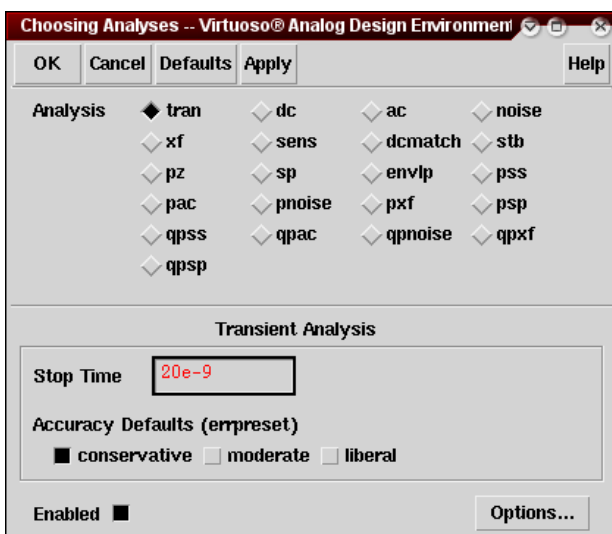 Choosing Analyses -- Virtuoso® Analog Design Environment
OK Cancel Defaults Apply Help
Analysis tran dc ac noise
xf sens dcmatch stb
pz sp envlp pss
pac pnoise pxf psp
qpss qpac qpnoise qpxf
qpsp
Transient Analysis
Stop Time 20e-9
Accuracy Defaults (errpreset)
conservative moderate liberal
Enabled Options...